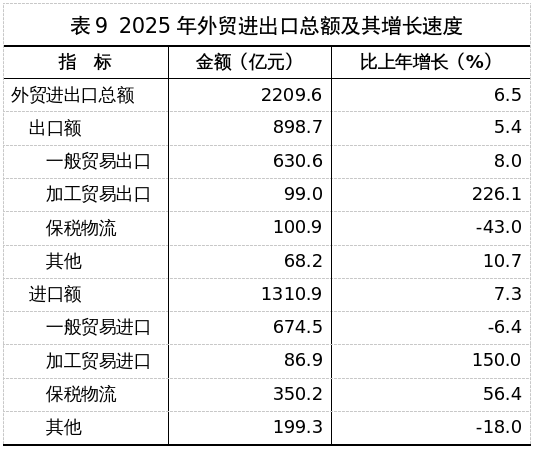 表 9  2025 年外贸进出口总额及其增长速度
指　标 金额（亿元） 比上年增长（%）
外贸进出口总额 2209.6 6.5
出口额 898.7 5.4
一般贸易出口 630.6 8.0
加工贸易出口 99.0 226.1
保税物流 100.9 -43.0
其他 68.2 10.7
进口额 1310.9 7.3
一般贸易进口 674.5 -6.4
加工贸易进口 86.9 150.0
保税物流 350.2 56.4
其他 199.3 -18.0